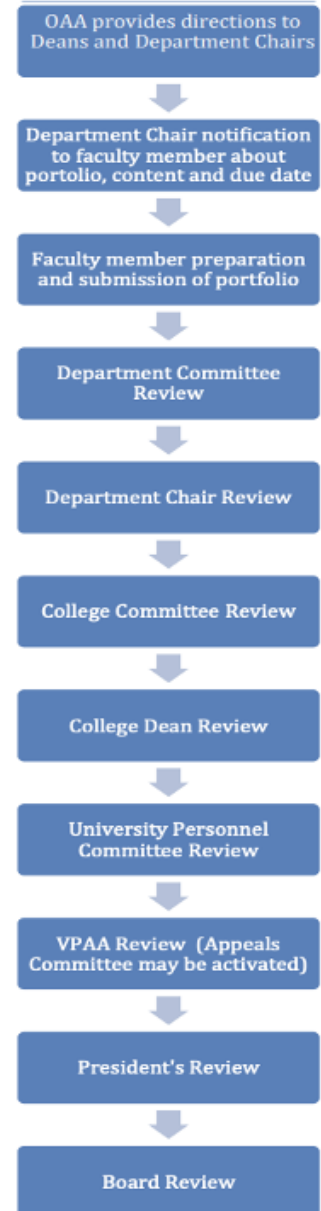 OAA provides directions to
Deans and Department Chairs
Department Chair notification
to faculty member about
portolio, content and due date
Faculty member preparation
and submission of portfolio
Department Committee
Review
Department Chair Review
College Committee Review
College Dean Review
University Personnel
Committee Review
VPAA Review (Appeals
Committee may be activated)
President's Review
Board Review